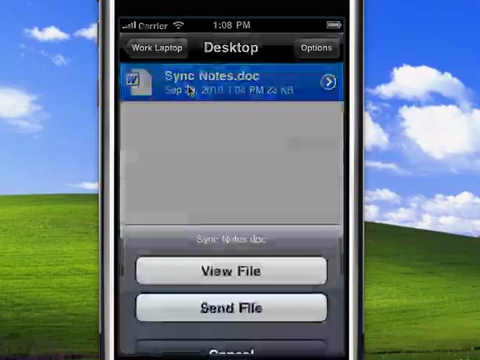 Carrier 1:08 PM
Work Laptop Desktop Options
Sync Notes.doc
2010 1:04 PM 23 KB
Sync Notes.doc
View File
Send File
Cancel